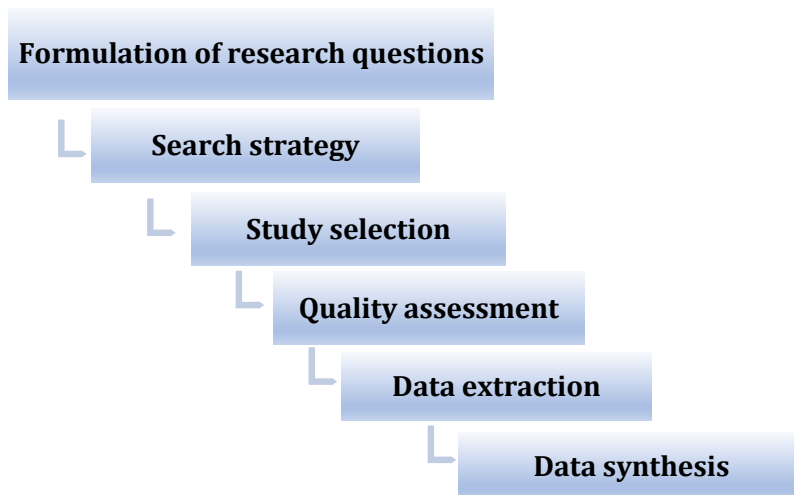 Formulation of research questions
Search strategy
Study selection
Quality assessment
Data extraction
Data synthesis